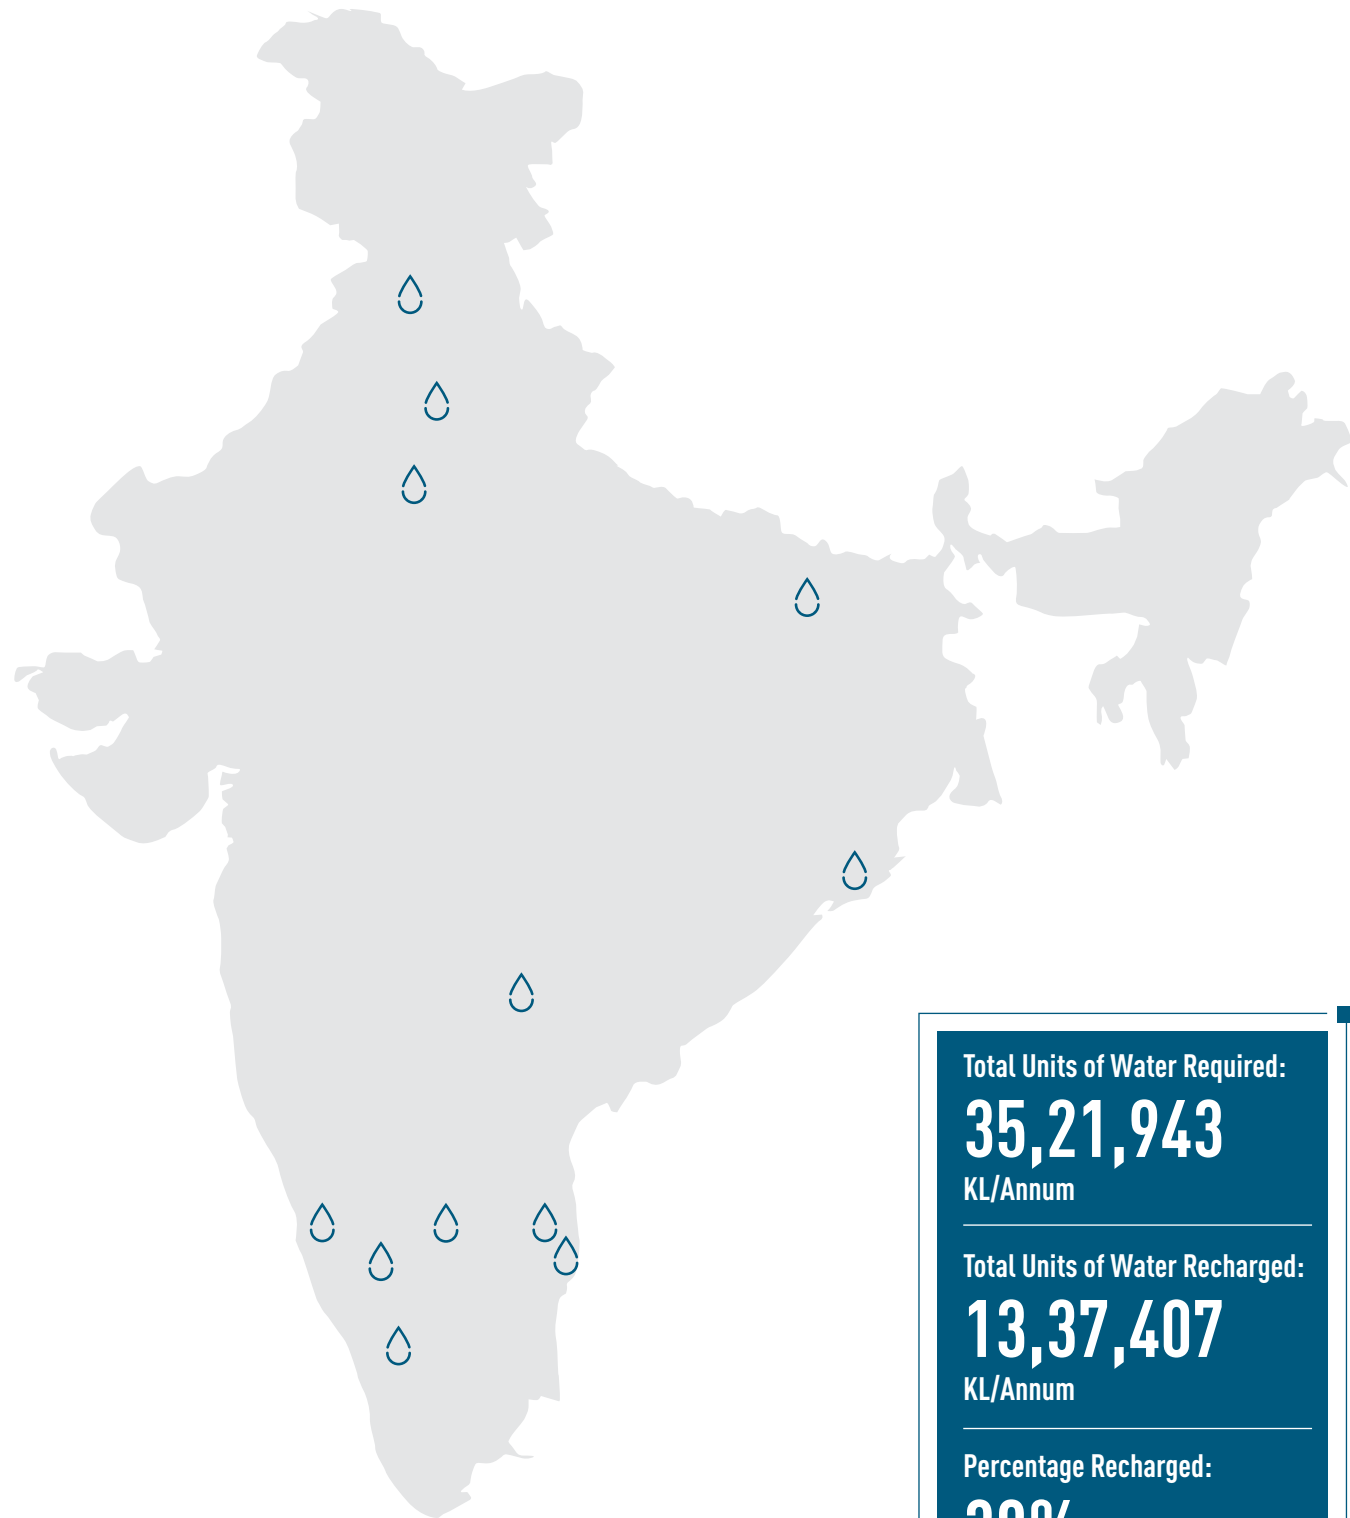 Total Units of Water Required:
35,21,943
KL/Annum
Total Units of Water Recharged:
13,37,407
KL/Annum
Percentage Recharged: